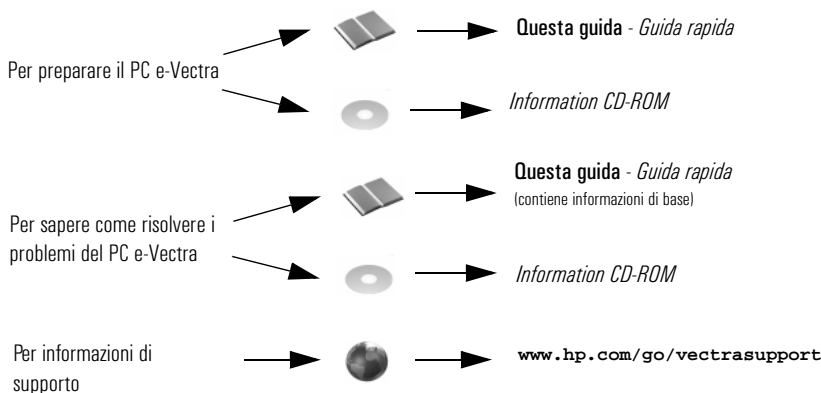 Questa guida - Guida rapida
Per preparare il PC e-Vectra
Information CD-ROM
Questa guida - Guida rapida
(contiene informazioni di base)
Per sapere come risolvere i
problemi del PC e-Vectra
Information CD-ROM
Per informazioni di
supporto
www.hp.com/go/vectrasupport